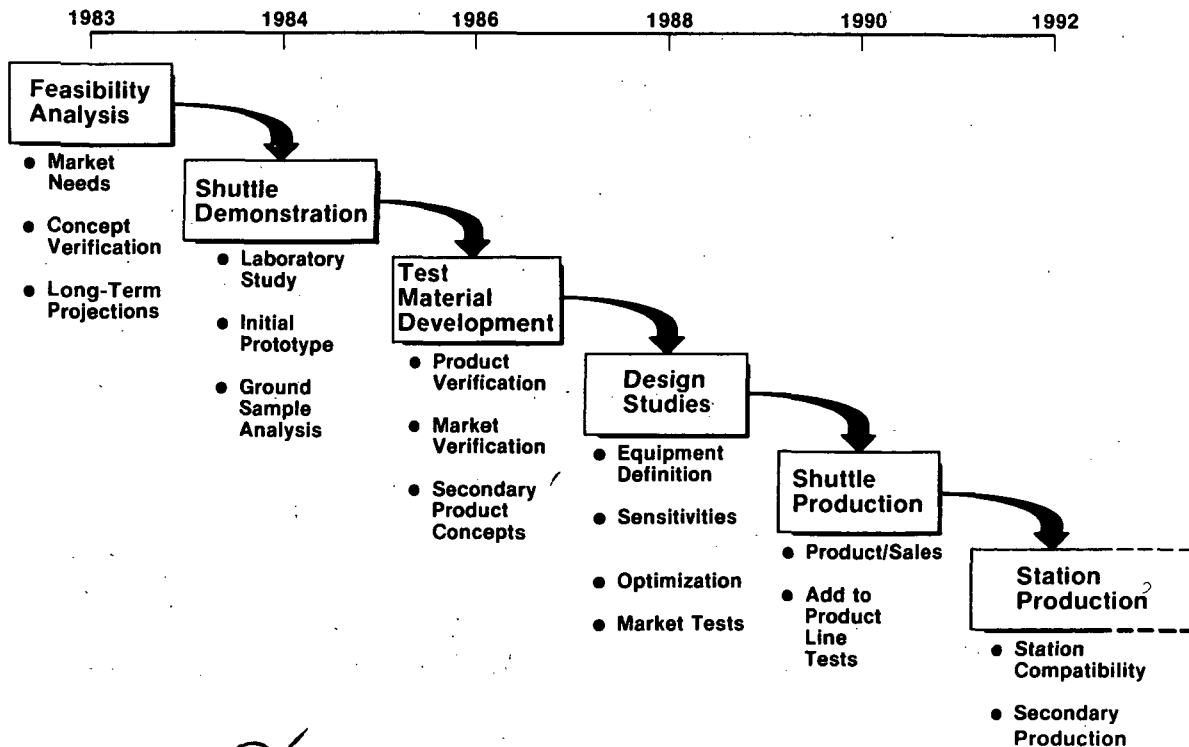 1983 1984 1986 1988 1990 1992
Feasibility
Analysis
● Market
Needs
● Concept
Verification
● Long-Term
Projections
Shuttle
Demonstration
● Laboratory
Study
● Initial
Prototype
● Ground
Sample
Analysis
Test
Material
Development
● Product
Verification
● Market
Verification
● Secondary
Product
Concepts
Design
Studies
● Equipment
Definition
● Sensitivities
● Optimization
● Market Tests
Shuttle
Production
● Product/Sales
● Add to
Product
Line
Tests
Station
Production
● Station
Compatibility
● Secondary
Production